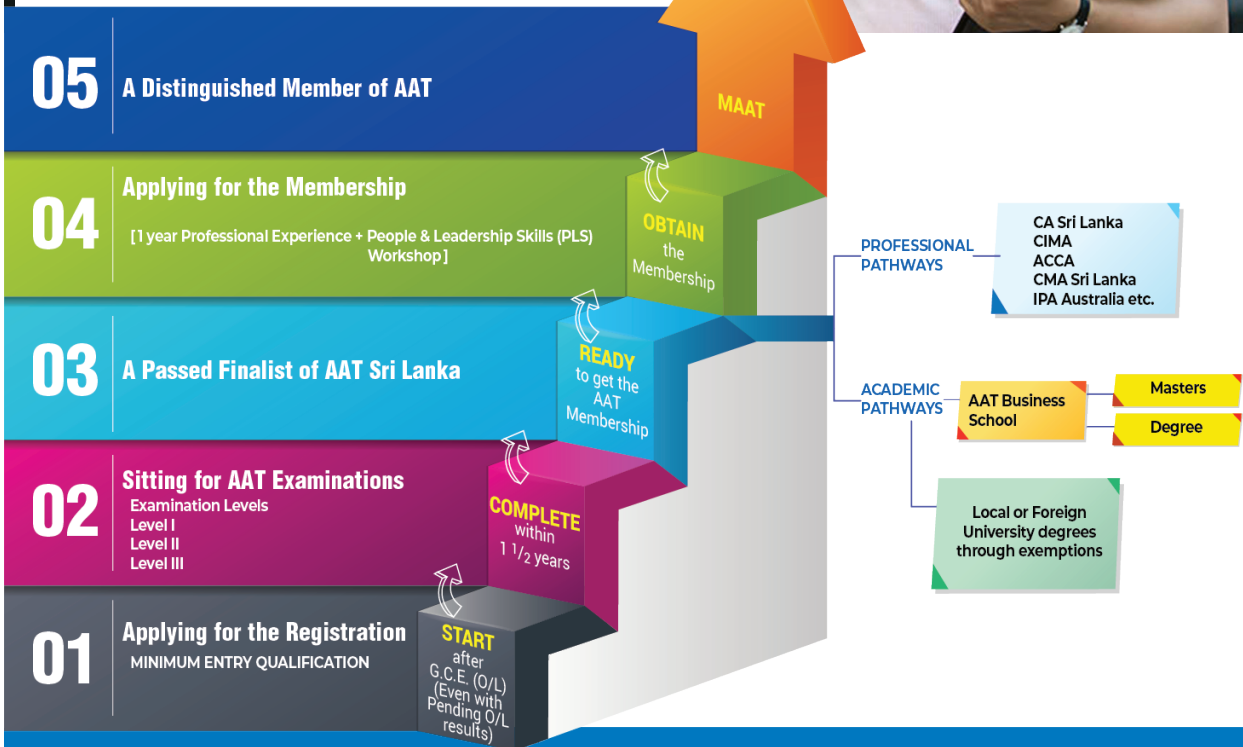 05
A Distinguished Member of AAT
MAAT
04
Applying for the Membership
[1 year Professional Experience + People & Leadership Skills (PLS)
Workshop]
OBTAIN
the
Membership
03
A Passed Finalist of AAT Sri Lanka
READY
to get the
AAT
Membership
02
Sitting for AAT Examinations
Examination Levels
Level I
Level II
Level III
COMPLETE
within
1 1/2 years
01
Applying for the Registration
MINIMUM ENTRY QUALIFICATION
START
after
G.C.E. (O/L)
(Even with
Pending O/L
results)
PROFESSIONAL
PATHWAYS
CA Sri Lanka
CIMA
ACCA
CMA Sri Lanka
IPA Australia etc.
ACADEMIC
PATHWAYS
AAT Business
School
Masters
Degree
Local or Foreign
University degrees
through exemptions